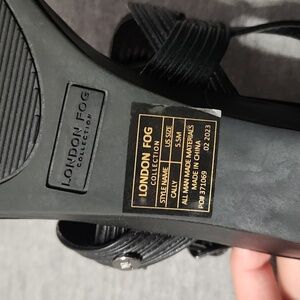 LONDON FOG
COLLECTION
LONDON FOG
COLLECTION
STYLE NAME US SIZE
CALLY 5.5M
ALL MAN MADE MATERIALS
MADE IN CHINA
02 2023
PO# 371069